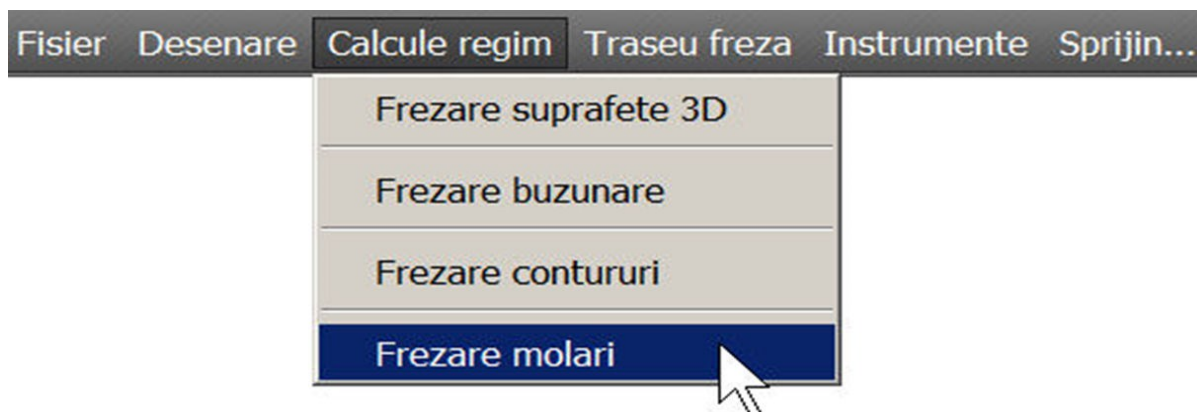 Fisier Desenare Calcule regim Traseu freza Instrumente Sprijin...
Frezare suprafete 3D
Frezare buzunare
Frezare contururi
Frezare molari